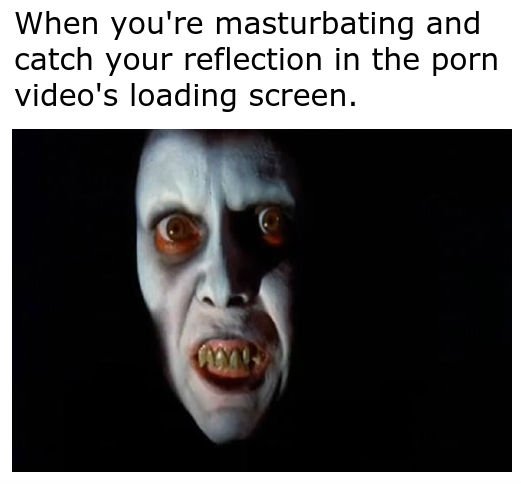 When you're masturbating and
catch your reflection in the porn
video's loading screen.